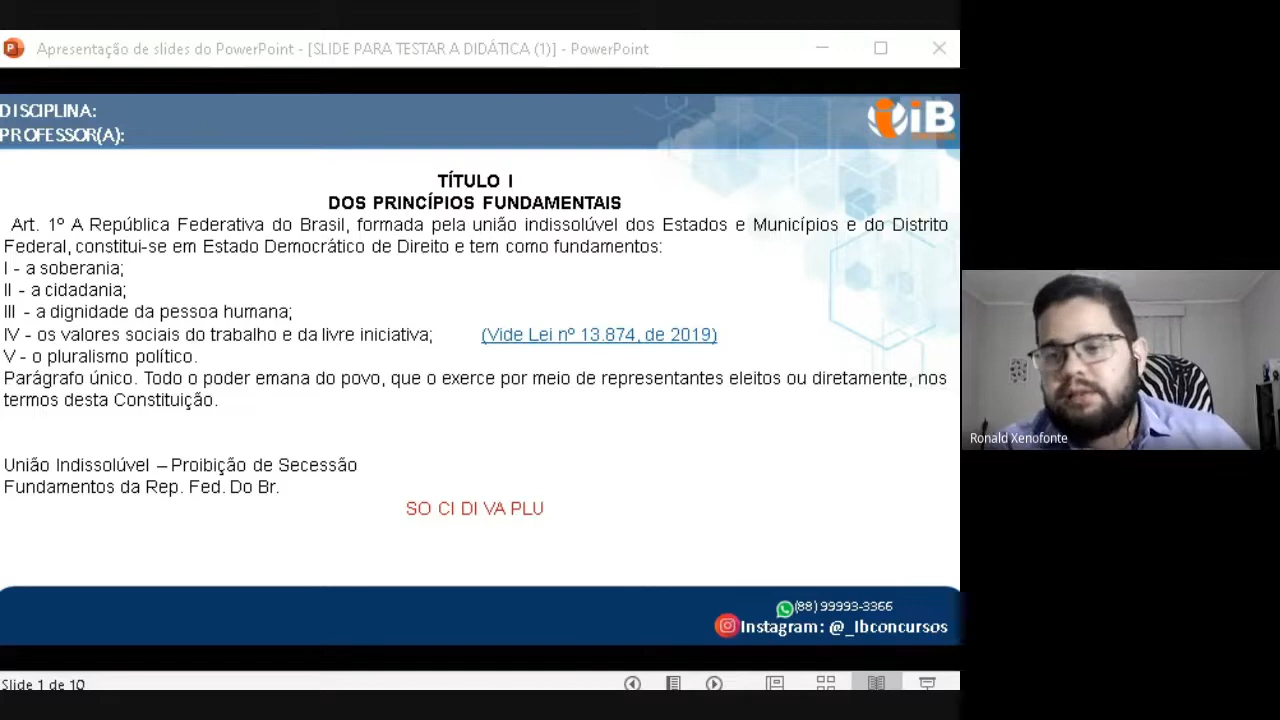 Apresentação de slides do PowerPoint - [SLIDE PARA TESTAR A DIDÁTICA (1)] - PowerPoint
DISCIPLINA:
PROFESSOR(A):
iB
TÍTULO I
DOS PRINCÍPIOS FUNDAMENTAIS
Art. 1º A República Federativa do Brasil, formada pela união indissolúvel dos Estados e Municípios e do Distrito
Federal, constitui-se em Estado Democrático de Direito e tem como fundamentos:
I - a soberania;
II - a cidadania;
III - a dignidade da pessoa humana;
IV - os valores sociais do trabalho e da livre iniciativa; (Vide Lei nº 13.874, de 2019)
V - o pluralismo político.
Parágrafo único. Todo o poder emana do povo, que o exerce por meio de representantes eleitos ou diretamente, nos
termos desta Constituição.
União Indissolúvel – Proibição de Secessão
Fundamentos da Rep. Fed. Do Br.
SO CI DI VA PLU
(88) 99993-3366
Instagram: @_Ibconcursos
Slide 1 de 10
Ronald Xenofonte